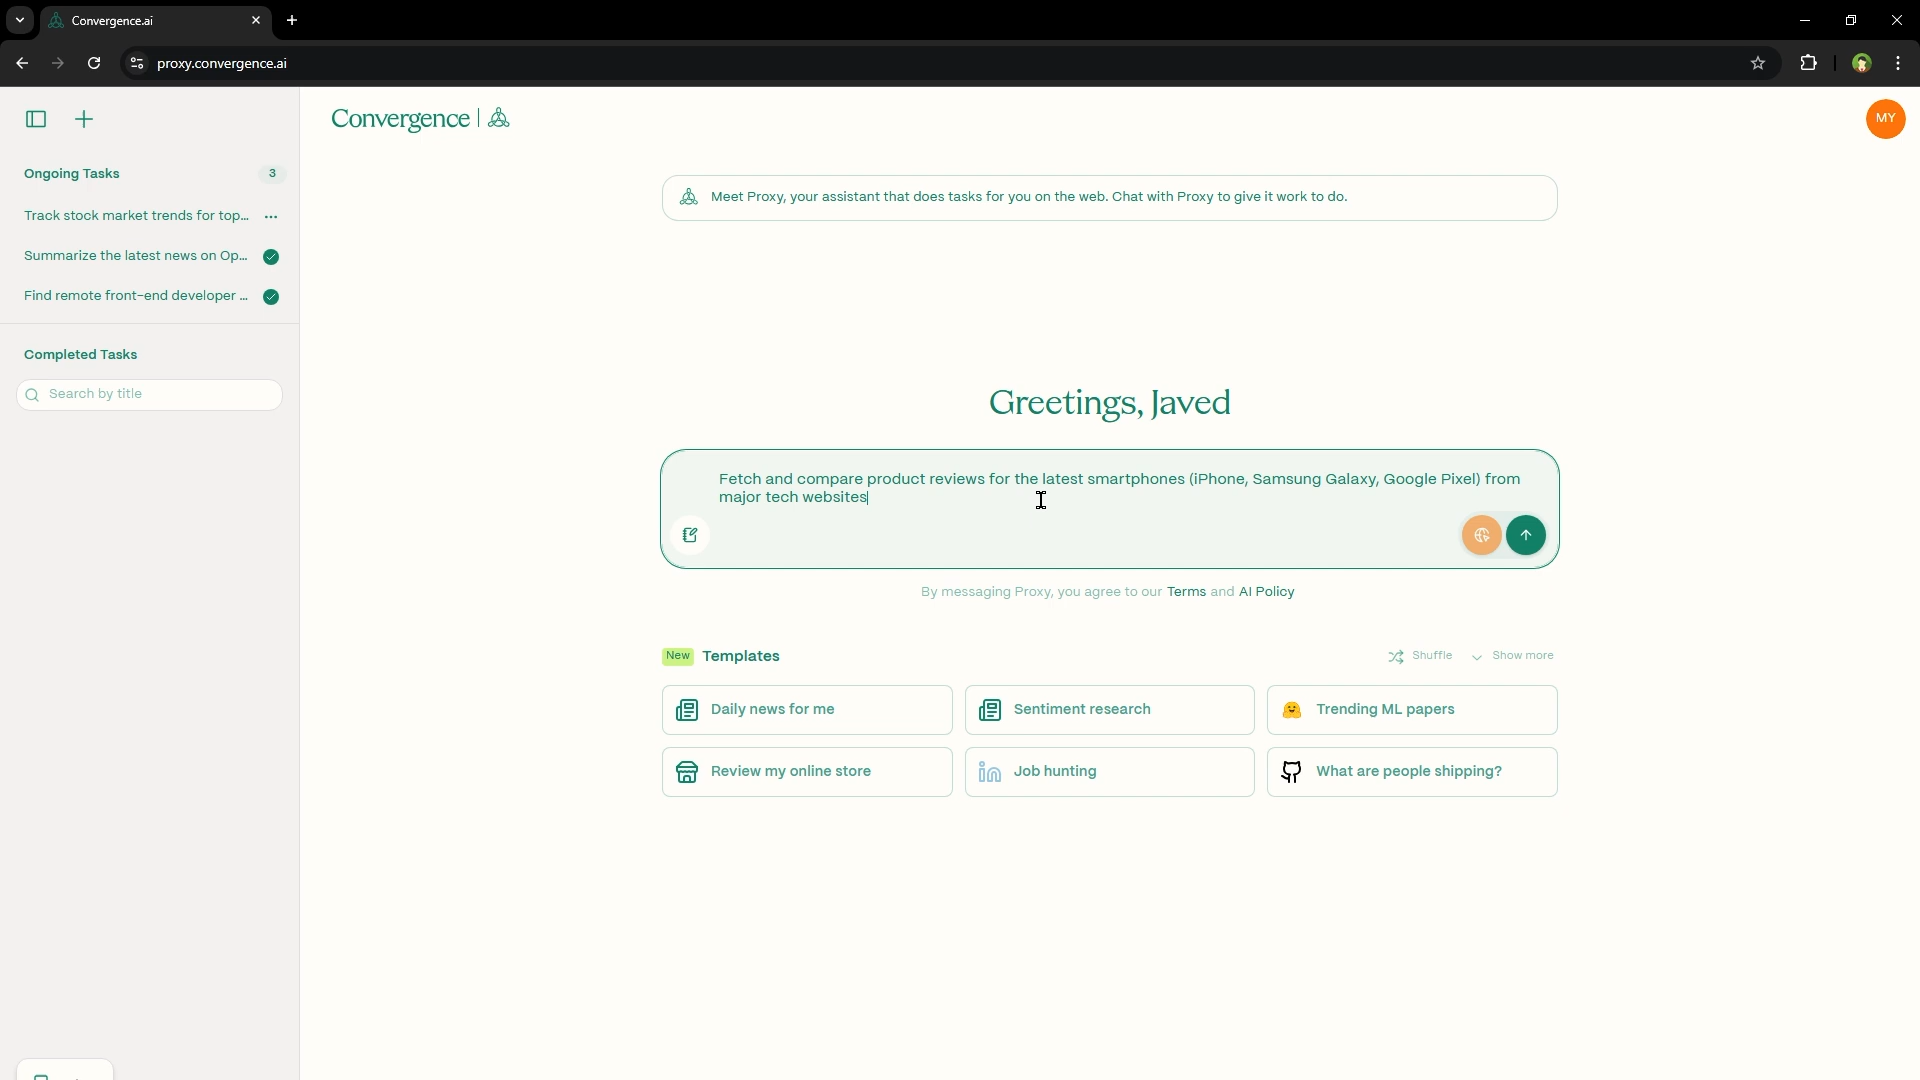 Convergence.ai
proxy.convergence.ai
Convergence
MY
Ongoing Tasks
3
Track stock market trends for top...
Summarize the latest news on Op...
Find remote front-end developer ...
Completed Tasks
Search by title
Meet Proxy, your assistant that does tasks for you on the web. Chat with Proxy to give it work to do.
Greetings, Javed
Fetch and compare product reviews for the latest smartphones (iPhone, Samsung Galaxy, Google Pixel) from
major tech websites
By messaging Proxy, you agree to our Terms and AI Policy
New Templates
Shuffle
Show more
Daily news for me
Sentiment research
Trending ML papers
Review my online store
Job hunting
What are people shipping?